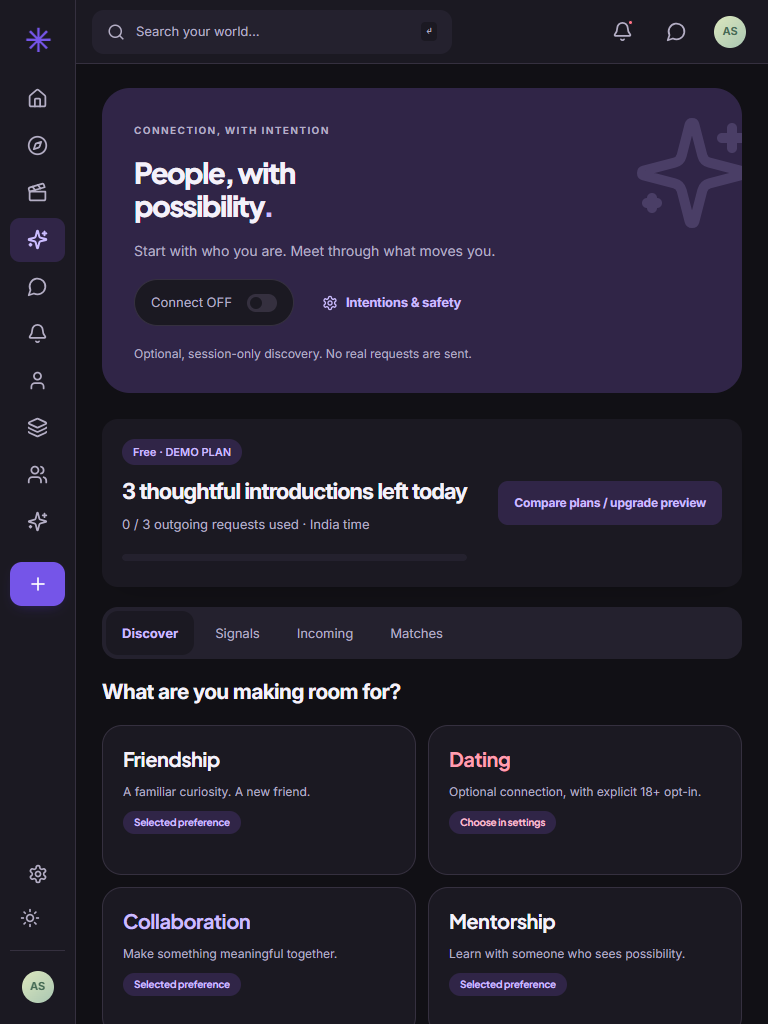 Search your world...
AS
CONNECTION, WITH INTENTION
People, with
possibility.
Start with who you are. Meet through what moves you.
Connect OFF
Intentions & safety
Optional, session-only discovery. No real requests are sent.
Free · DEMO PLAN
3 thoughtful introductions left today
0 / 3 outgoing requests used · India time
Compare plans / upgrade preview
Discover Signals Incoming Matches
What are you making room for?
Friendship
A familiar curiosity. A new friend.
Selected preference
Dating
Optional connection, with explicit 18+ opt-in.
Choose in settings
Collaboration
Make something meaningful together.
Selected preference
Mentorship
Learn with someone who sees possibility.
Selected preference
AS